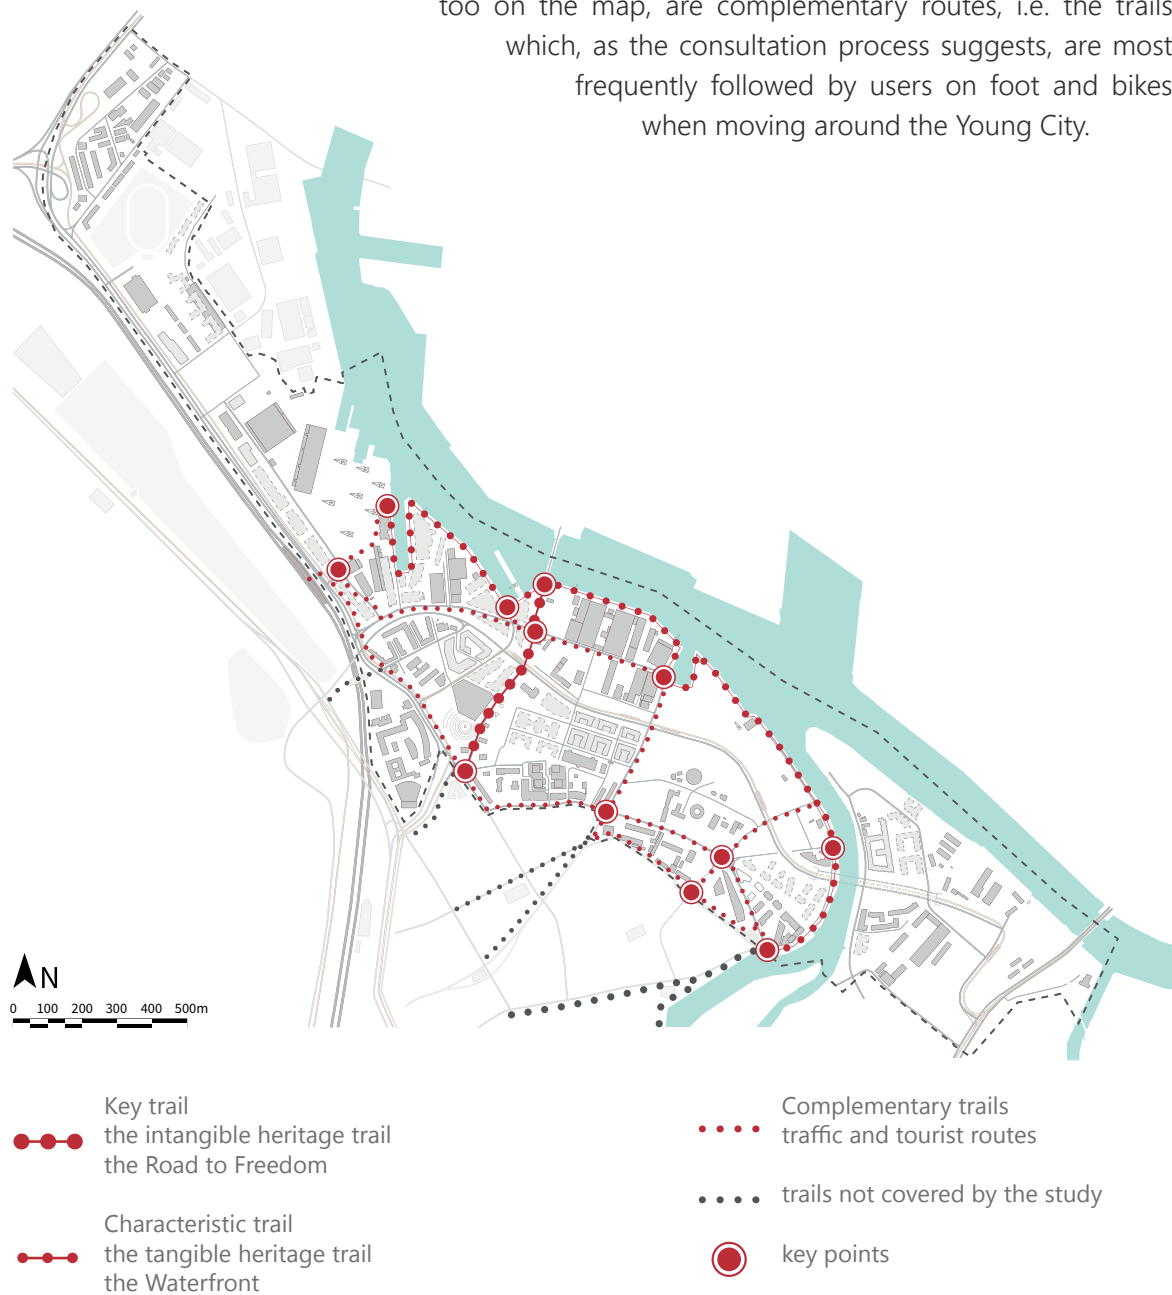 too on the map, are complementary routes, i.e. the trails
which, as the consultation process suggests, are most
frequently followed by users on foot and bikes
when moving around the Young City.
N
0 100 200 300 400 500m
Key trail
the intangible heritage trail
the Road to Freedom
Characteristic trail
the tangible heritage trail
the Waterfront
Complementary trails
traffic and tourist routes
trails not covered by the study
key points